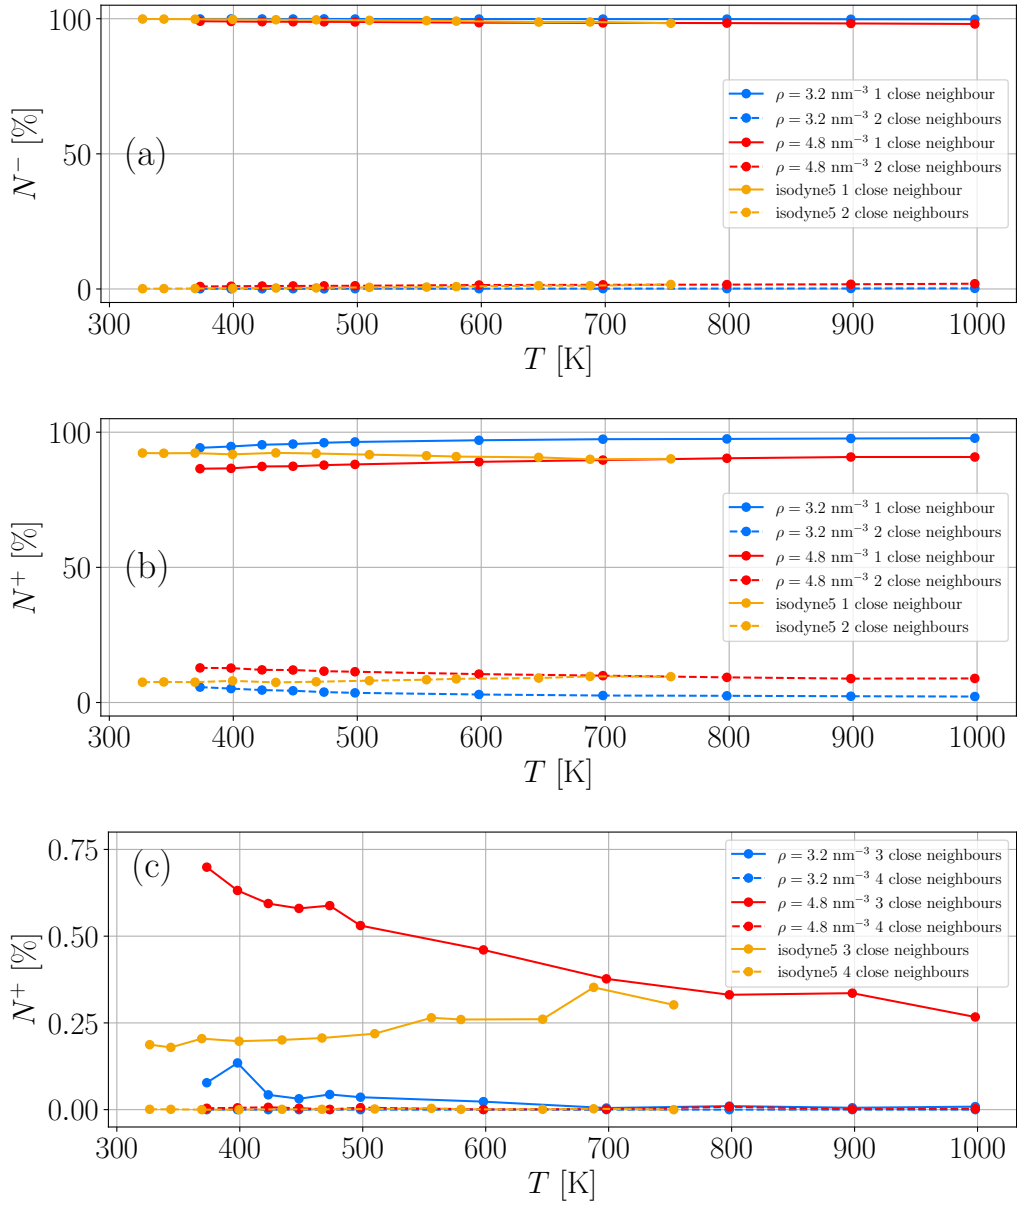 100
50
0
N⁻ [%]
(a)
ρ = 3.2 nm⁻³ 1 close neighbour
ρ = 3.2 nm⁻³ 2 close neighbours
ρ = 4.8 nm⁻³ 1 close neighbour
ρ = 4.8 nm⁻³ 2 close neighbours
isodyne5 1 close neighbour
isodyne5 2 close neighbours
300 400 500 600 700 800 900 1000
T [K]
100
50
0
N⁺ [%]
(b)
ρ = 3.2 nm⁻³ 1 close neighbour
ρ = 3.2 nm⁻³ 2 close neighbours
ρ = 4.8 nm⁻³ 1 close neighbour
ρ = 4.8 nm⁻³ 2 close neighbours
isodyne5 1 close neighbour
isodyne5 2 close neighbours
300 400 500 600 700 800 900 1000
T [K]
0.75
0.50
0.25
0.00
N⁺ [%]
(c)
ρ = 3.2 nm⁻³ 3 close neighbours
ρ = 3.2 nm⁻³ 4 close neighbours
ρ = 4.8 nm⁻³ 3 close neighbours
ρ = 4.8 nm⁻³ 4 close neighbours
isodyne5 3 close neighbours
isodyne5 4 close neighbours
300 400 500 600 700 800 900 1000
T [K]